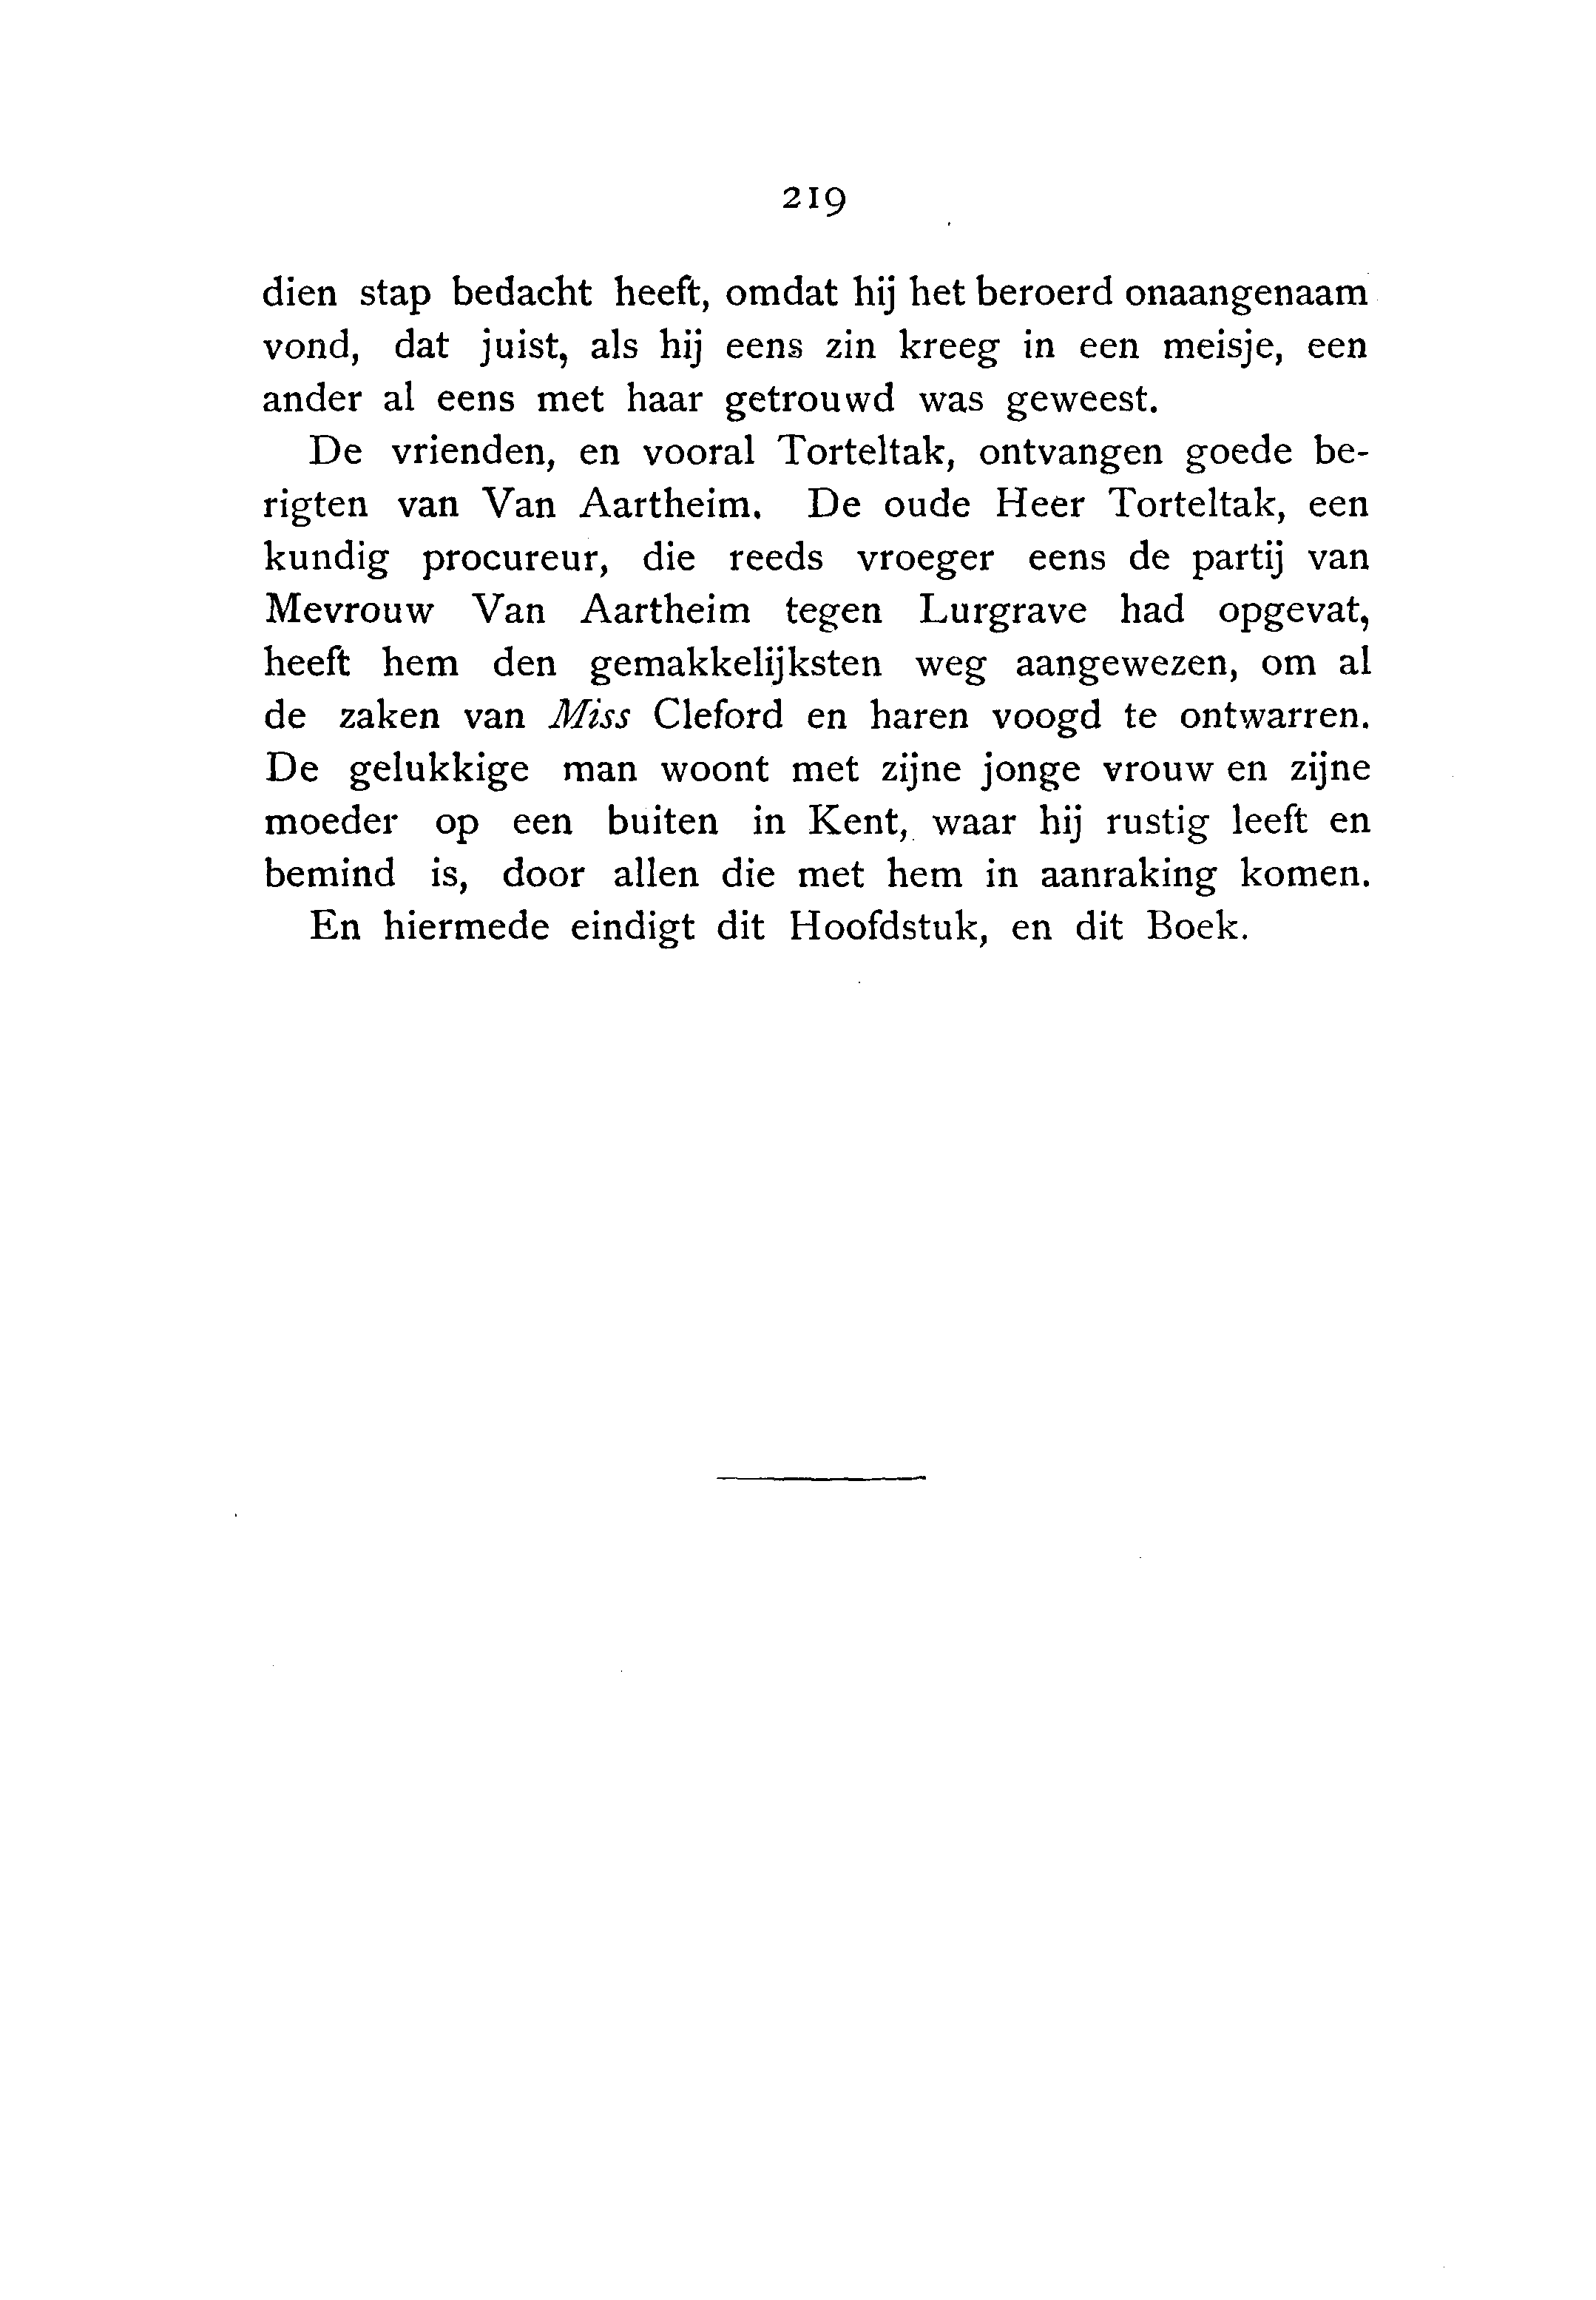 219
dien stap bedacht heeft, omdat hij het beroerd onaangenaam
vond, dat juist, als hij eens zin kreeg in een meisje, een
ander al eens met haar getrouwd was geweest.
De vrienden, en vooral Torteltak, ontvangen goede be-
rigten van Van Aartheim. De oude Heer Torteltak, een
kundig procureur, die reeds vroeger eens de partij van
Mevrouw Van Aartheim tegen Lurgrave had opgevat,
heeft hem den gemakkelijksten weg aangewezen, om al
de zaken van Miss Cleford en haren voogd te ontwarren.
De gelukkige man woont met zijne jonge vrouw en zijne
moeder op een buiten in Kent, waar hij rustig leeft en
bemind is, door allen die met hem in aanraking komen.
En hiermede eindigt dit Hoofdstuk, en dit Boek.